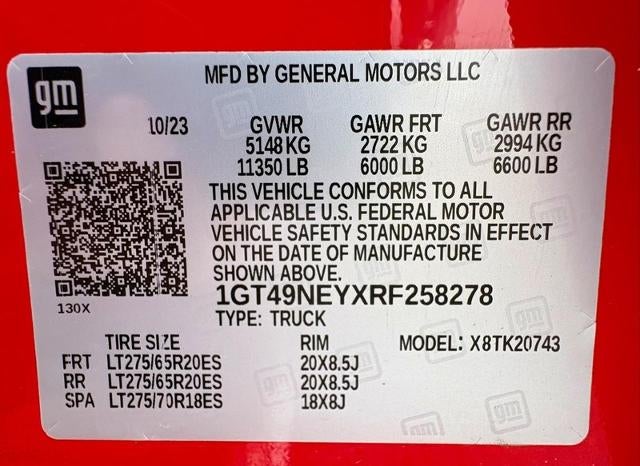 gm
MFD BY GENERAL MOTORS LLC
10/23 GVWR GAWR FRT GAWR RR
5148 KG 2722 KG 2994 KG
11350 LB 6000 LB 6600 LB
THIS VEHICLE CONFORMS TO ALL
APPLICABLE U.S. FEDERAL MOTOR
VEHICLE SAFETY STANDARDS IN EFFECT
ON THE DATE OF MANUFACTURE
SHOWN ABOVE.
1GT49NEYXRF258278
130X
TYPE: TRUCK
TIRE SIZE RIM MODEL: X8TK20743
FRT LT275/65R20ES 20X8.5J
RR LT275/65R20ES 20X8.5J
SPA LT275/70R18ES 18X8J